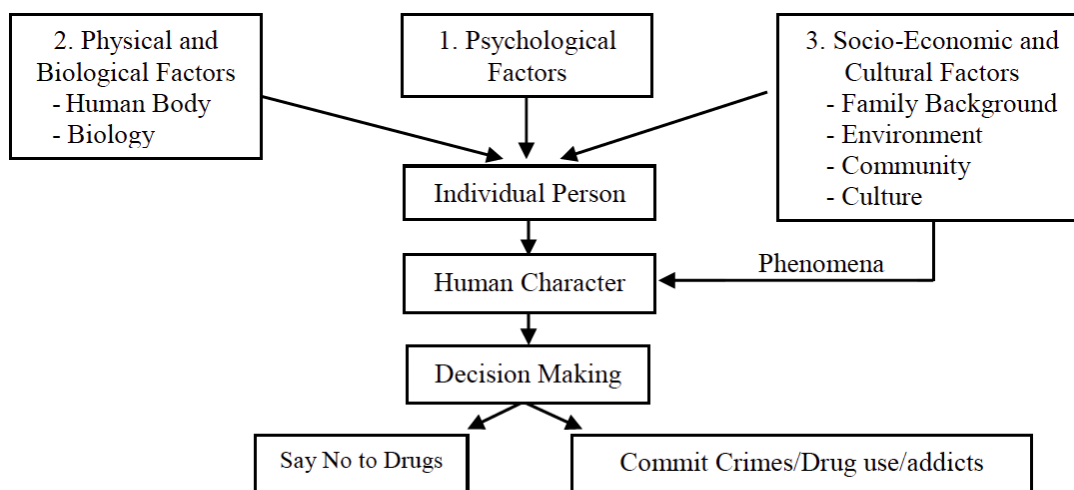 2. Physical and
Biological Factors
- Human Body
- Biology
1. Psychological
Factors
3. Socio-Economic and
Cultural Factors
- Family Background
- Environment
- Community
- Culture
Individual Person
Phenomena
Human Character
Decision Making
Say No to Drugs
Commit Crimes/Drug use/addicts